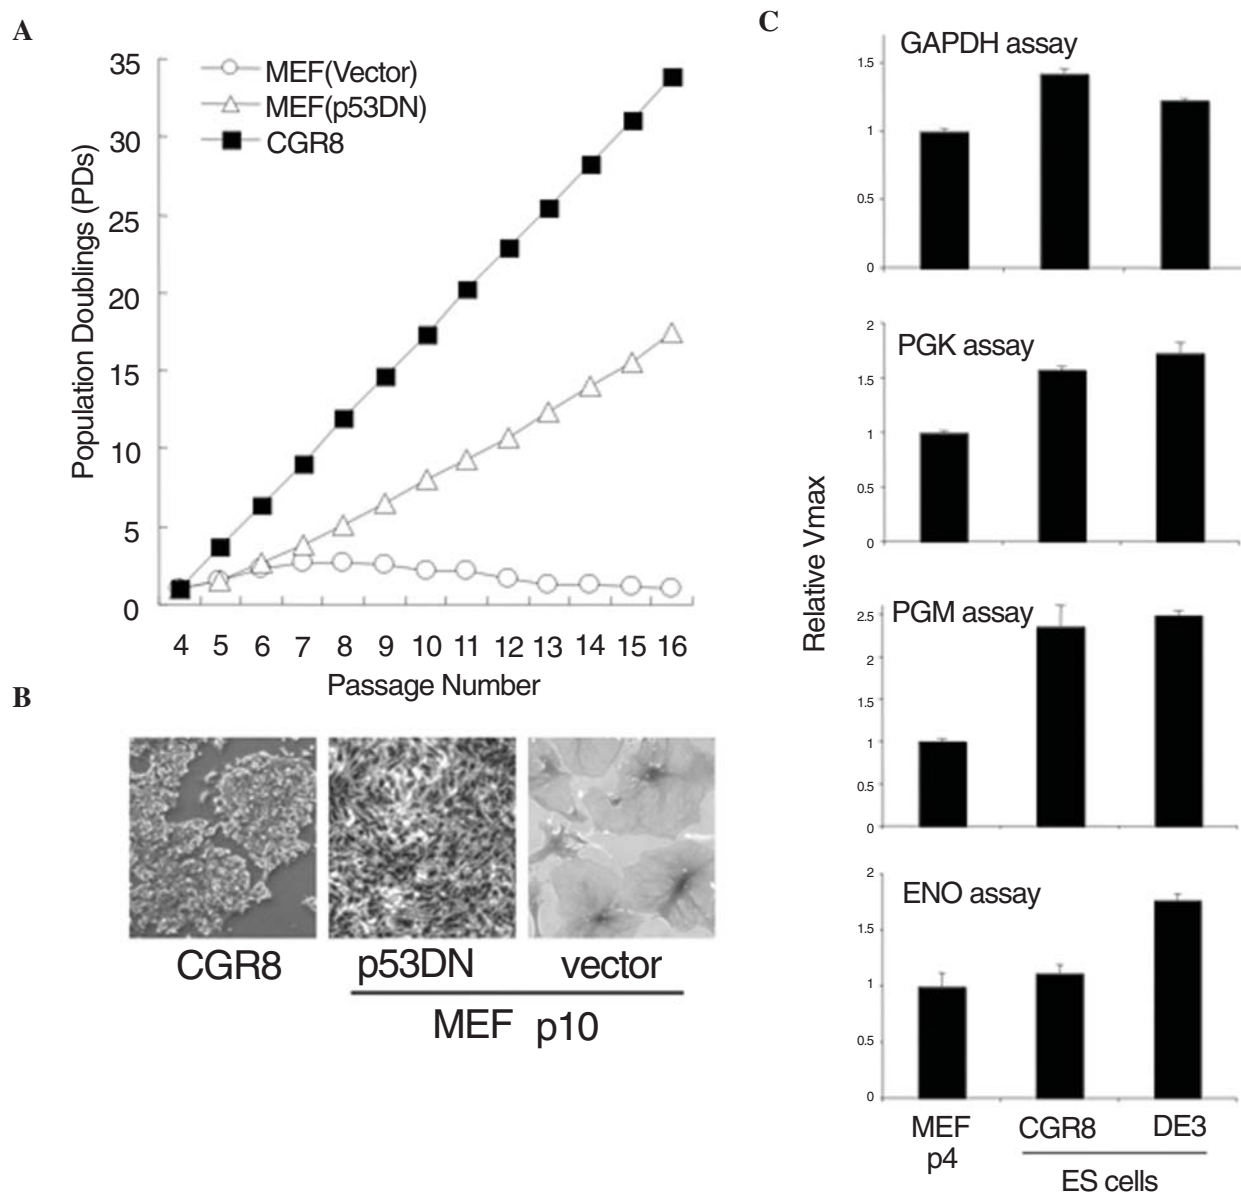 A
35
30
25
20
15
10
5
0
Population Doublings (PDs)
MEF(Vector)
MEF(p53DN)
CGR8
4 5 6 7 8 9 10 11 12 13 14 15 16
Passage Number
B
CGR8
p53DN
vector
MEF p10
C
Relative Vmax
GAPDH assay
1.5
1
0.5
0
PGK assay
2
1.5
1
0.5
0
PGM assay
2.5
2
1.5
1
0.5
0
ENO assay
2
1.5
1
0.5
0
MEF
p4
CGR8
DE3
ES cells